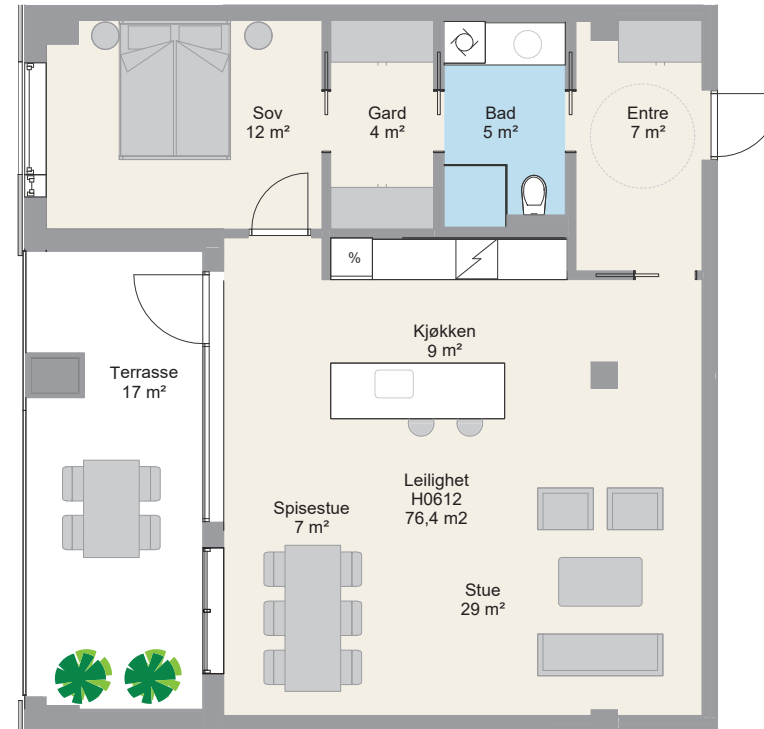 Sov
12 m²
Gard
4 m²
Bad
5 m²
Entre
7 m²
%
Kjøkken
9 m²
Terrasse
17 m²
Leilighet
H0612
76,4 m2
Spisestue
7 m²
Stue
29 m²